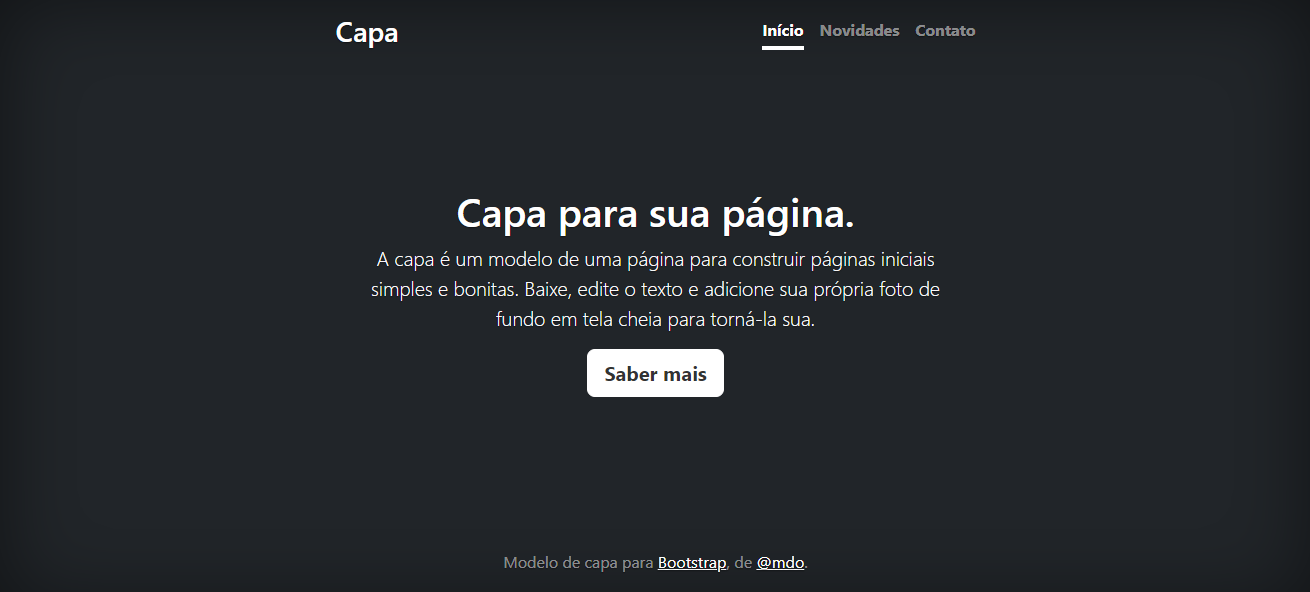 Capa
Início Novidades Contato
Capa para sua página.
A capa é um modelo de uma página para construir páginas iniciais
simples e bonitas. Baixe, edite o texto e adicione sua própria foto de
fundo em tela cheia para torná-la sua.
Saber mais
Modelo de capa para Bootstrap, de @mdo.